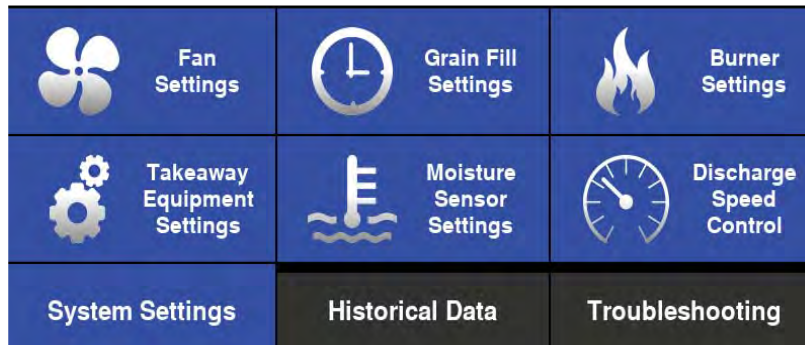 Fan
Settings
Grain Fill
Settings
Burner
Settings
Takeaway
Equipment
Settings
Moisture
Sensor
Settings
Discharge
Speed
Control
System Settings
Historical Data
Troubleshooting